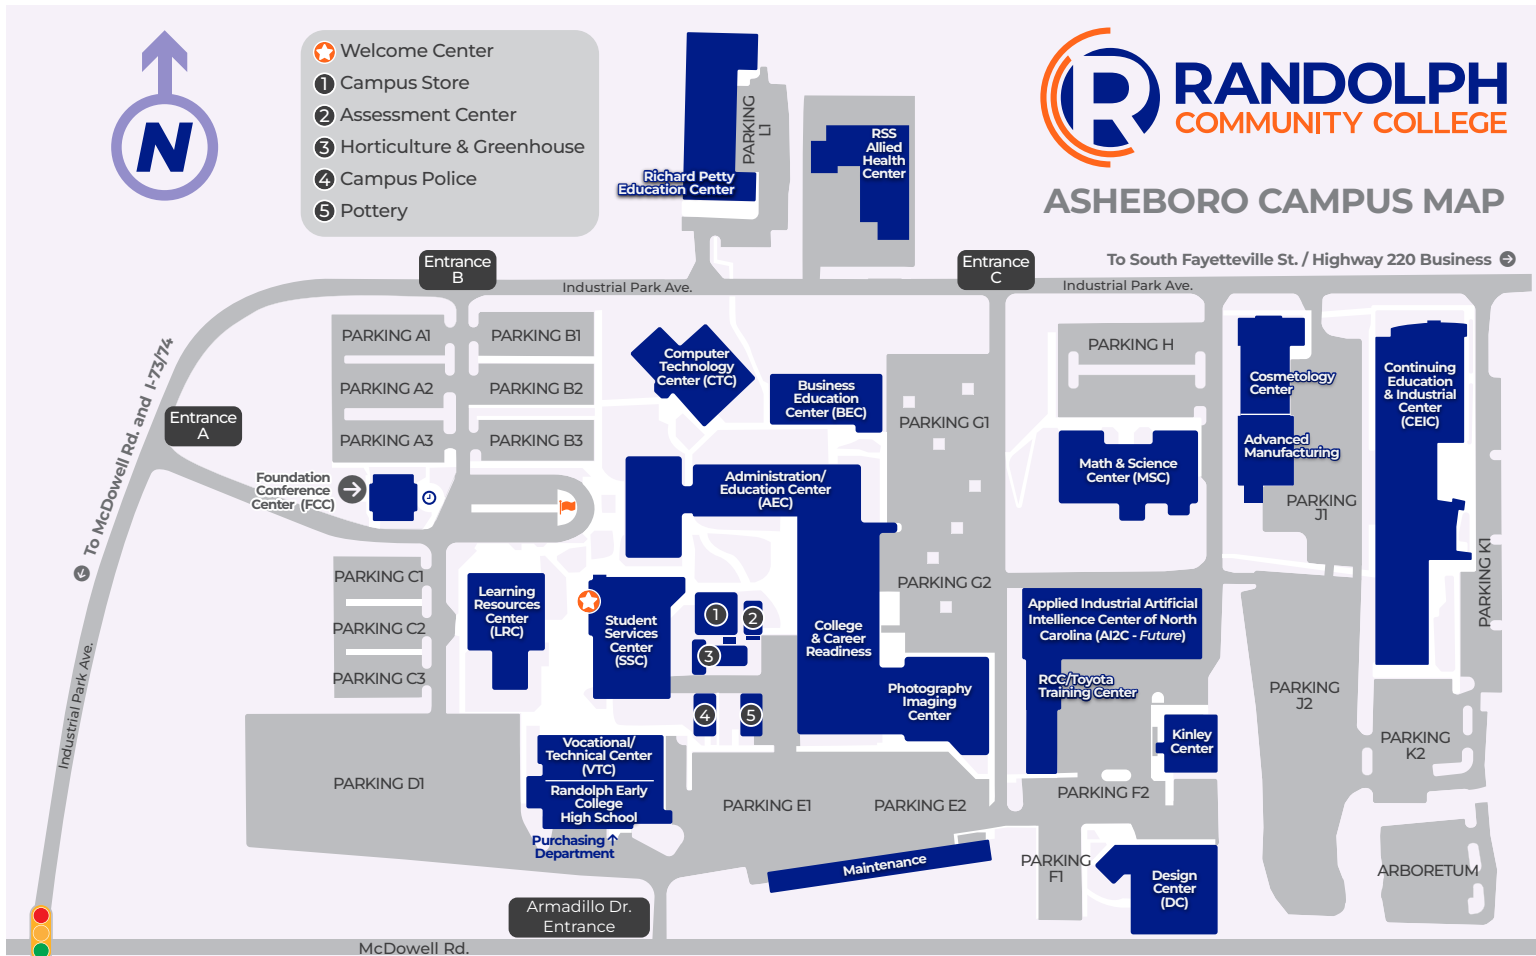 N
Welcome Center
1 Campus Store
2 Assessment Center
3 Horticulture & Greenhouse
4 Campus Police
5 Pottery
R
RANDOLPH
COMMUNITY COLLEGE
ASHEBORO CAMPUS MAP
PARKING
L1
Richard Petty
Education Center
RSS
Allied
Health
Center
Entrance
B
Entrance
C
To South Fayetteville St. / Highway 220 Business
Industrial Park Ave.
Industrial Park Ave.
To McDowell Rd. and I-73/74
Entrance
A
PARKING A1
PARKING B1
PARKING A2
PARKING B2
PARKING A3
PARKING B3
Computer
Technology
Center (CTC)
Business
Education
Center (BEC)
PARKING G1
PARKING H
Cosmetology
Center
Continuing
Education
& Industrial
Center
(CEIC)
Advanced
Manufacturing
Foundation
Conference
Center (FCC)
Administration/
Education Center
(AEC)
Math & Science
Center (MSC)
PARKING
J1
PARKING K1
PARKING C1
PARKING C2
PARKING C3
Learning
Resources
Center
(LRC)
Student
Services
Center
(SSC)
1
2
3
4
5
College
& Career
Readiness
PARKING G2
Applied Industrial Artificial
Intellience Center of North
Carolina (AI2C - Future)
RCC/Toyota
Training Center
Photography
Imaging
Center
Kinley
Center
PARKING
J2
PARKING
K2
Industrial Park Ave.
PARKING D1
Vocational/
Technical Center
(VTC)
Randolph Early
College
High School
Purchasing
Department
PARKING E1
PARKING E2
PARKING F2
Maintenance
PARKING
F1
Design
Center
(DC)
ARBORETUM
Armadillo Dr.
Entrance
McDowell Rd.